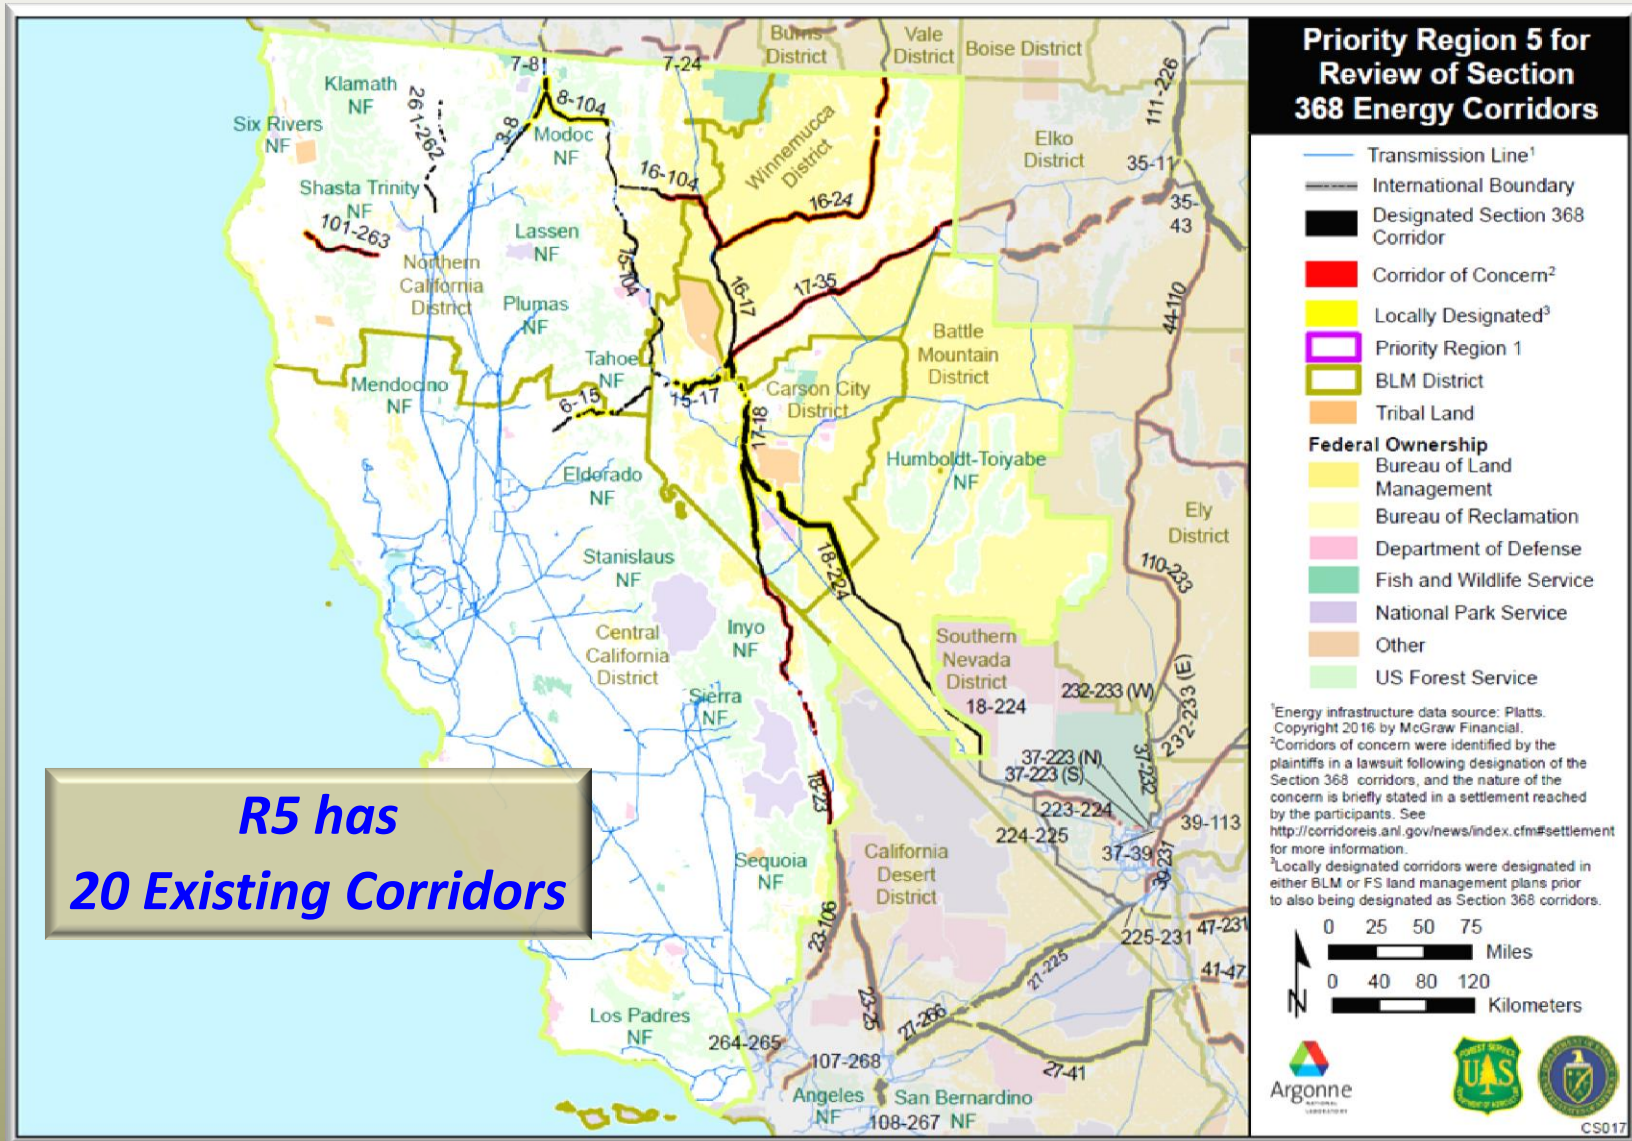 Priority Region 5 for
Review of Section
368 Energy Corridors
Transmission Line¹
International Boundary
Designated Section 368
Corridor
Corridor of Concern²
Locally Designated³
Priority Region 1
BLM District
Tribal Land
Federal Ownership
Bureau of Land
Management
Bureau of Reclamation
Department of Defense
Fish and Wildlife Service
National Park Service
Other
US Forest Service
¹Energy infrastructure data source: Platts.
Copyright 2016 by McGraw Financial.
²Corridors of concern were identified by the
plaintiffs in a lawsuit following designation of the
Section 368 corridors, and the nature of the
concern is briefly stated in a settlement reached
by the participants. See
http://corridoreis.anl.gov/news/index.cfm#settlement
for more information.
³Locally designated corridors were designated in
either BLM or FS land management plans prior
to also being designated as Section 368 corridors.
0 25 50 75
Miles
0 40 80 120
Kilometers
N
Argonne
NATIONAL
LABORATORY
FOREST SERVICE
UAS
DEPARTMENT OF AGRICULTURE
CS017
Burns
District
Vale
District
Boise District
7-8
7-24
Klamath
NF
261-262
8-104
3-8
Modoc
NF
Six Rivers
NF
Winnemucca
District
Elko
District
111-226
35-11
35-
43
Shasta Trinity
NF
16-104
16-24
101-263
Lassen
NF
Northern
California
District
15-104
16-17
17-35
Plumas
NF
44-110
Battle
Mountain
District
Tahoe
NF
Mendocino
NF
6-15
15-17
Carson City
District
17-18
Humboldt-Toiyabe
NF
Eldorado
NF
Ely
District
Stanislaus
NF
18-224
110-233
Central
California
District
Inyo
NF
Southern
Nevada
District
18-224
232-233 (W)
232-233 (E)
Sierra
NF
37-223 (N)
37-223 (S)
37-232
18-23
223-224
224-225
39-113
37-39
39-231
R5 has
20 Existing Corridors
Sequoia
NF
California
Desert
District
23-106
225-231
47-231
27-225
41-47
23-25
27-266
Los Padres
NF
264-265
107-268
27-41
Angeles
NF
San Bernardino
NF
108-267